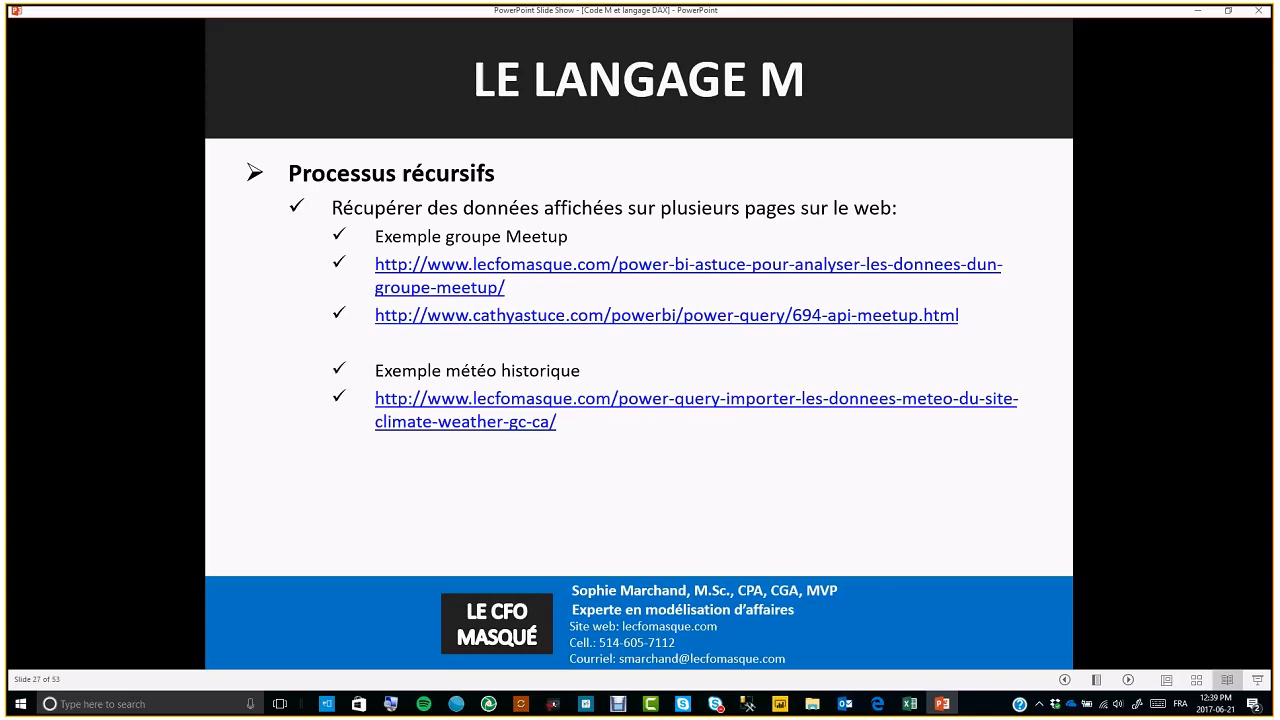 PowerPoint Slide Show - [Code M et langage DAX] - PowerPoint
LE LANGAGE M
Processus récursifs
Récupérer des données affichées sur plusieurs pages sur le web:
Exemple groupe Meetup
http://www.lecfomasque.com/power-bi-astuce-pour-analyser-les-donnees-dun-
groupe-meetup/
http://www.cathyastuce.com/powerbi/power-query/694-api-meetup.html
Exemple météo historique
http://www.lecfomasque.com/power-query-importer-les-donnees-meteo-du-site-
climate-weather-gc-ca/
LE CFO
MASQUÉ
Sophie Marchand, M.Sc., CPA, CGA, MVP
Experte en modélisation d'affaires
Site web: lecfomasque.com
Cell.: 514-605-7112
Courriel: smarchand@lecfomasque.com
Slide 27 of 53
Type here to search
FRA
12:39 PM
2017-06-21